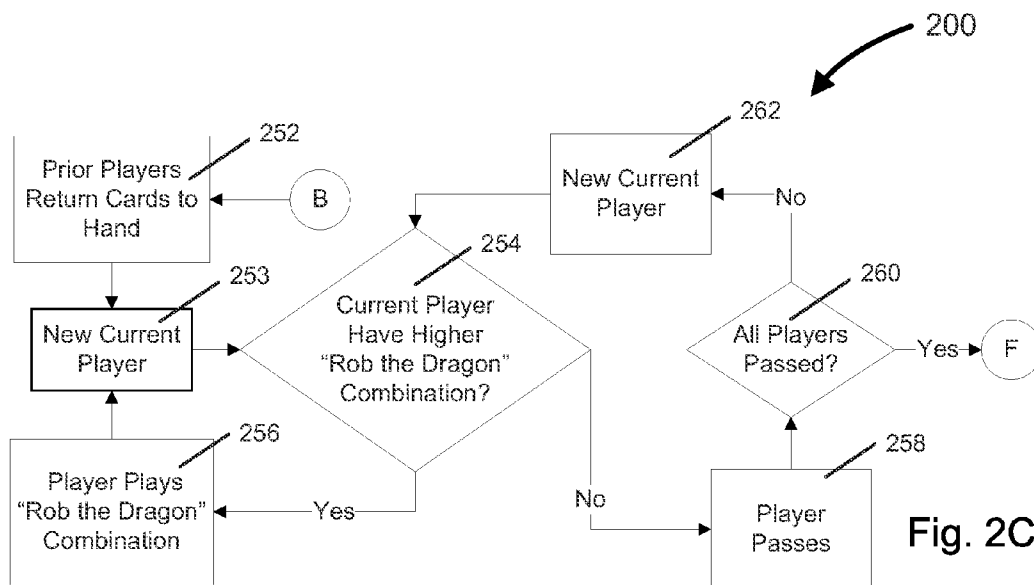 200
252
Prior Players
Return Cards to
Hand
B
253
New Current
Player
254
Current Player
Have Higher
“Rob the Dragon”
Combination?
262
New Current
Player
No
260
All Players
Passed?
Yes
F
256
Player Plays
“Rob the Dragon”
Combination
Yes
No
258
Player
Passes
Fig. 2C